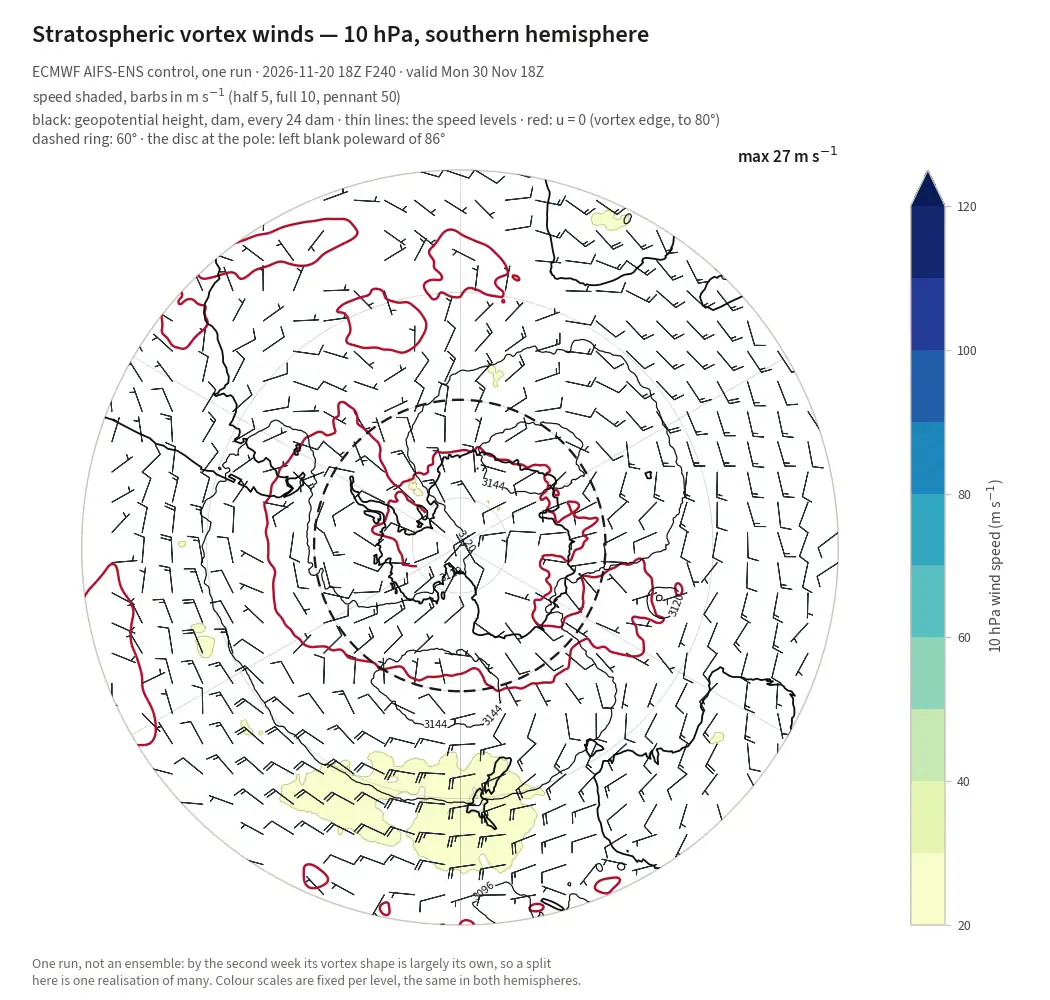 Stratospheric vortex winds — 10 hPa, southern hemisphere
ECMWF AIFS-ENS control, one run · 2026-11-20 18Z F240 · valid Mon 30 Nov 18Z
speed shaded, barbs in m s⁻¹ (half 5, full 10, pennant 50)
black: geopotential height, dam, every 24 dam · thin lines: the speed levels · red: u = 0 (vortex edge, to 80°)
dashed ring: 60° · the disc at the pole: left blank poleward of 86°
max 27 m s⁻¹
120
100
80
60
40
20
10 hPa wind speed (m s⁻¹)
3144
3120
3144
3144
3096
One run, not an ensemble: by the second week its vortex shape is largely its own, so a split
here is one realisation of many. Colour scales are fixed per level, the same in both hemispheres.